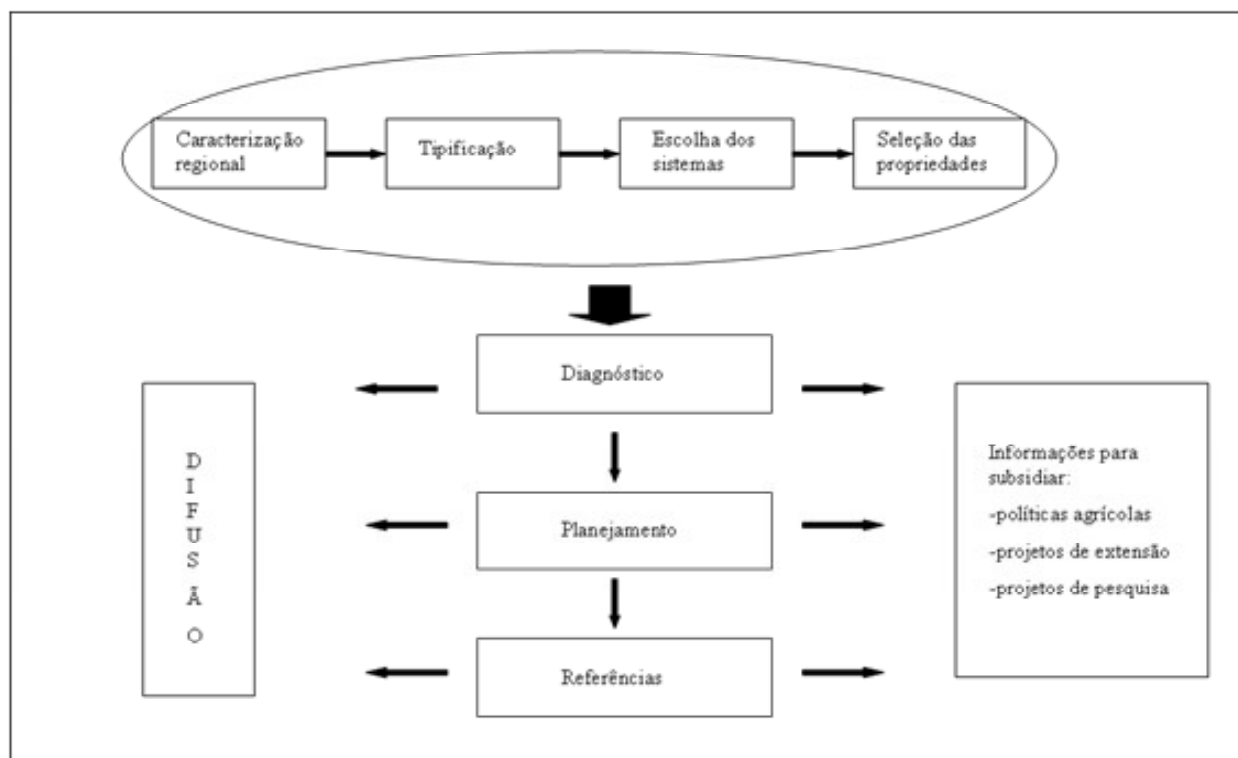 Caracterização
regional
Tipificação
Escolha dos
sistemas
Seleção das
propriedades
Diagnóstico
DIFUSÃO
Informações para
subsidiar:
-políticas agrícolas
-projetos de extensão
-projetos de pesquisa
Planejamento
Referências